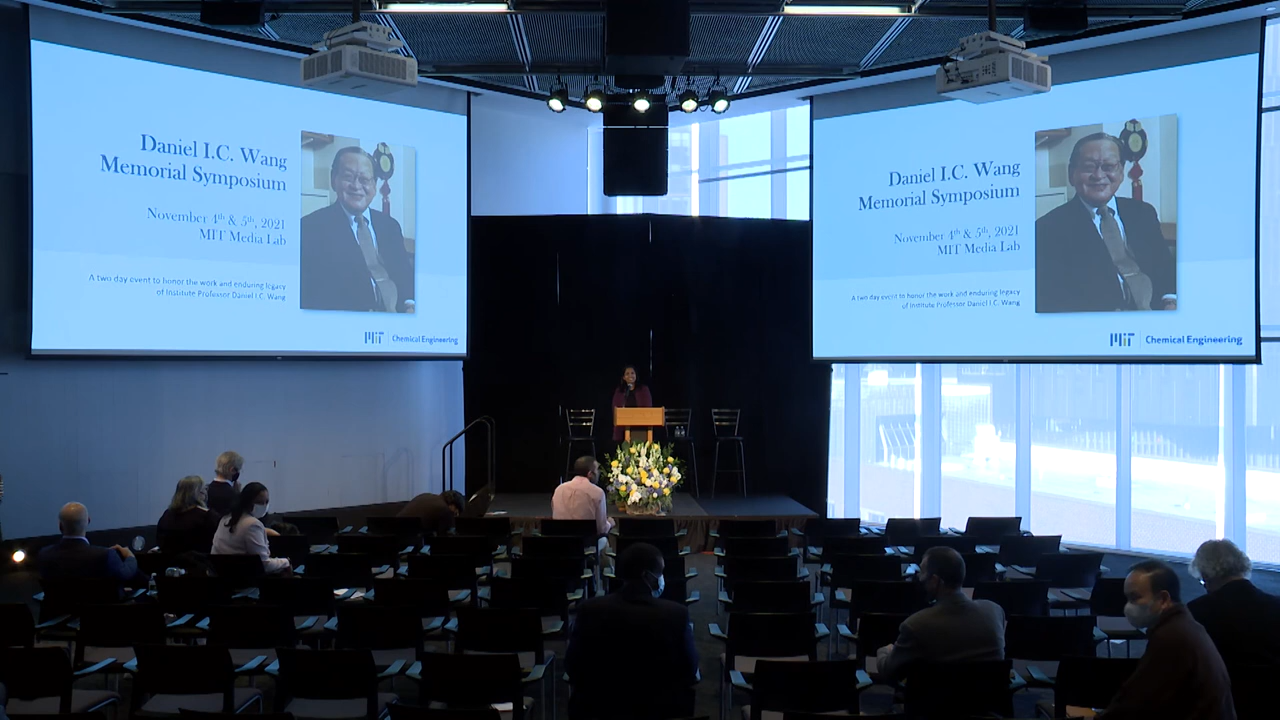 Daniel I.C. Wang
Memorial Symposium
November 4th & 5th, 2021
MIT Media Lab
A two day event to honor the work and enduring legacy
of Institute Professor Daniel I.C. Wang
MIT Chemical Engineering
Daniel I.C. Wang
Memorial Symposium
November 4th & 5th, 2021
MIT Media Lab
A two day event to honor the work and enduring legacy
of Institute Professor Daniel I.C. Wang
MIT Chemical Engineering